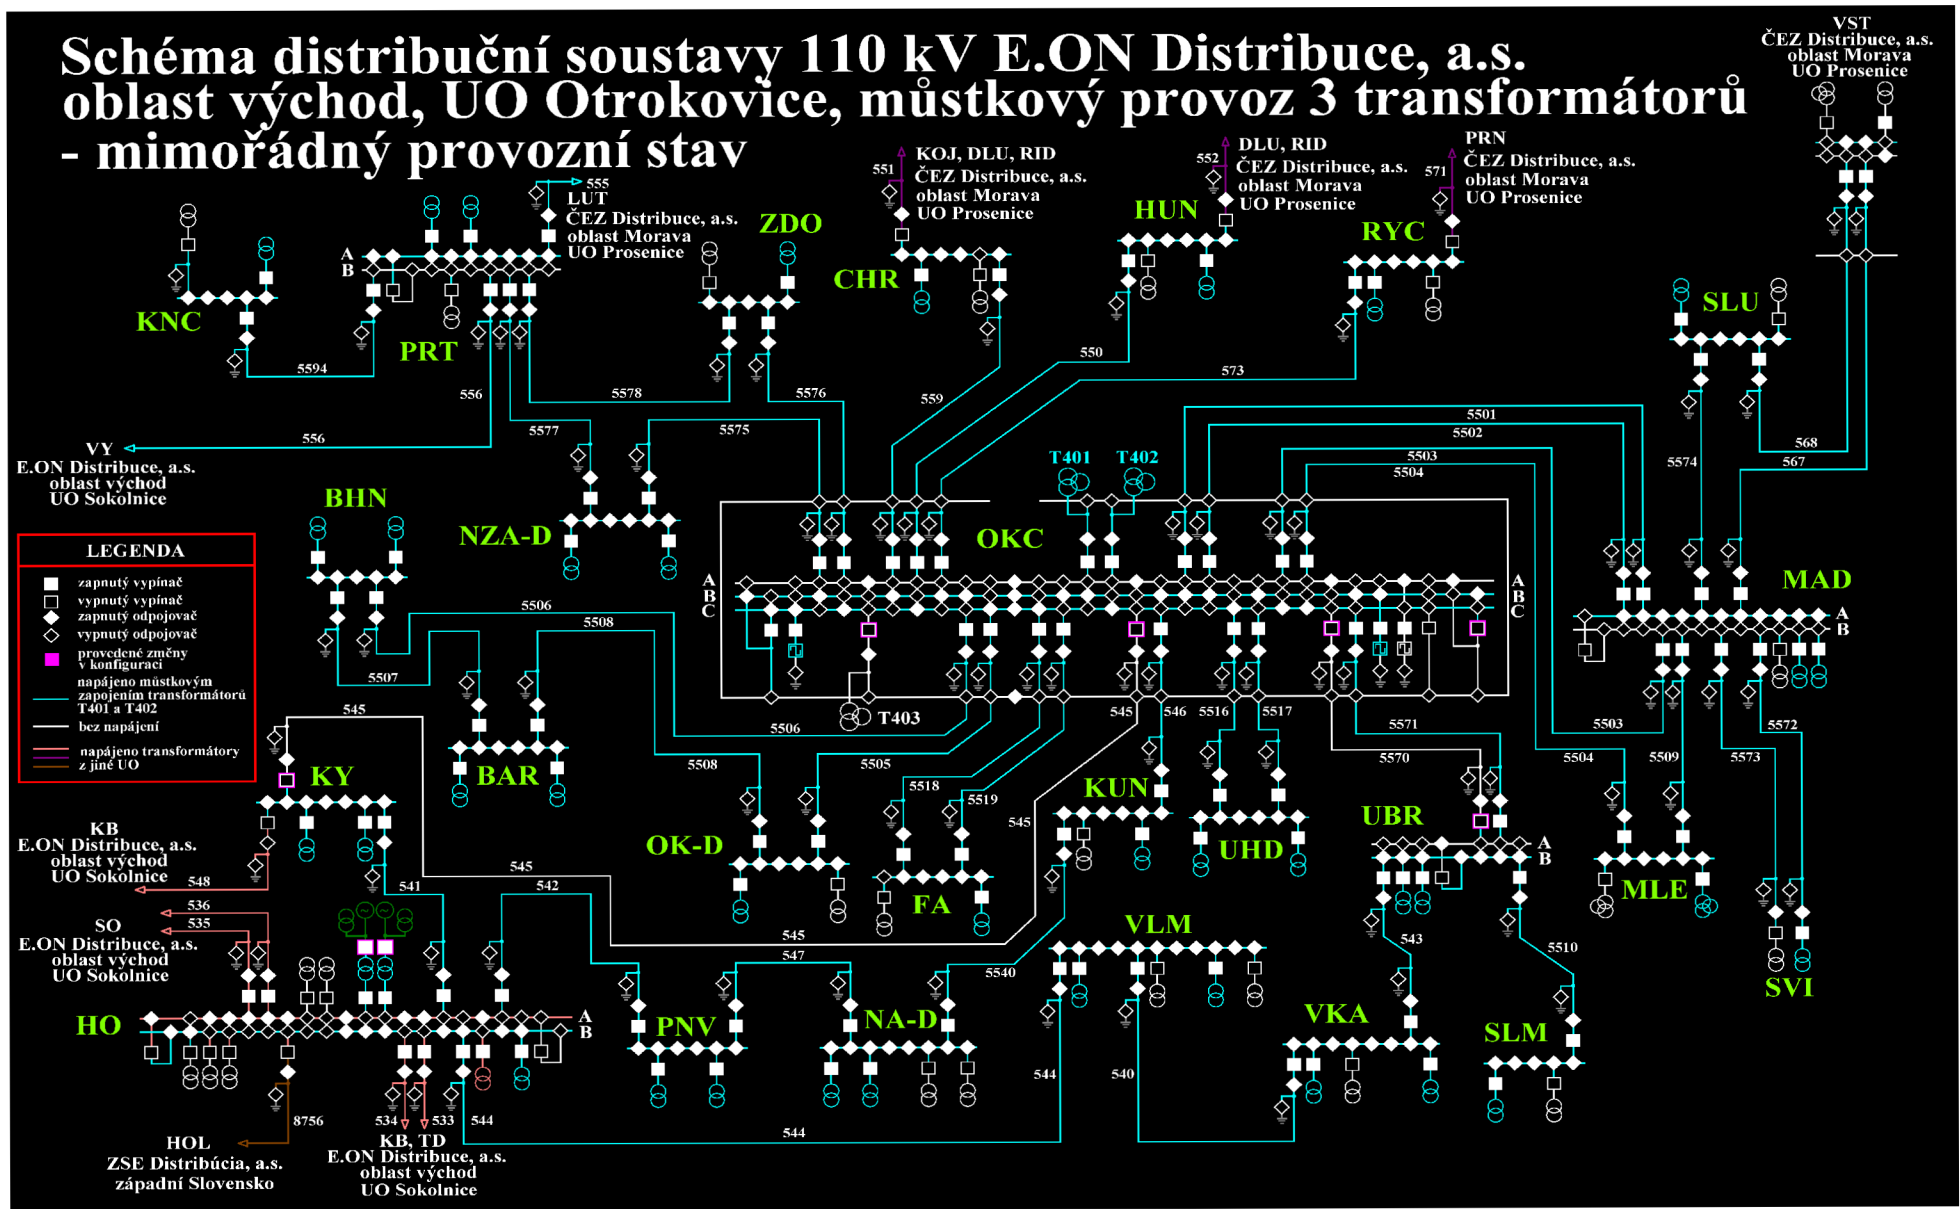 Schéma distribuční soustavy 110 kV E.ON Distribuce, a.s.
oblast východ, UO Otrokovice, můstkový provoz 3 transformátorů
- mimořádný provozní stav
VST
ČEZ Distribuce, a.s.
oblast Morava
UO Prosenice
555
LUT
ČEZ Distribuce, a.s.
oblast Morava
UO Prosenice
551
KOJ, DLU, RID
ČEZ Distribuce, a.s.
oblast Morava
UO Prosenice
552
DLU, RID
ČEZ Distribuce, a.s.
oblast Morava
UO Prosenice
571
PRN
ČEZ Distribuce, a.s.
oblast Morava
UO Prosenice
KNC
A
B
PRT
ZDO
CHR
HUN
RYC
SLU
5594
556
5578
5576
559
550
573
5577
5575
5501
5502
5503
5504
5574
568
567
556
VY
E.ON Distribuce, a.s.
oblast východ
UO Sokolnice
BHN
NZA-D
T401
T402
OKC
A
B
C
A
B
C
MAD
A
B
LEGENDA
zapnutý vypínač
vypnutý vypínač
zapnutý odpojovač
vypnutý odpojovač
provedené změny
v konfiguraci
napájeno můstkovým
zapojením transformátorů
T401 a T402
bez napájení
napájeno transformátory
z jiné UO
5506
5508
5507
545
T403
5506
5508
5505
545
546
5516
5517
5571
5570
5503
5504
5509
5573
5572
KY
BAR
OK-D
5518
5519
FA
KUN
545
UHD
UBR
A
B
MLE
SVI
KB
E.ON Distribuce, a.s.
oblast východ
UO Sokolnice
548
541
545
542
536
535
SO
E.ON Distribuce, a.s.
oblast východ
UO Sokolnice
545
547
5540
VLM
543
5510
HO
A
B
PNV
NA-D
VKA
SLM
544
540
544
8756
534
533
544
HOL
ZSE Distribúcia, a.s.
západní Slovensko
KB, TD
E.ON Distribuce, a.s.
oblast východ
UO Sokolnice